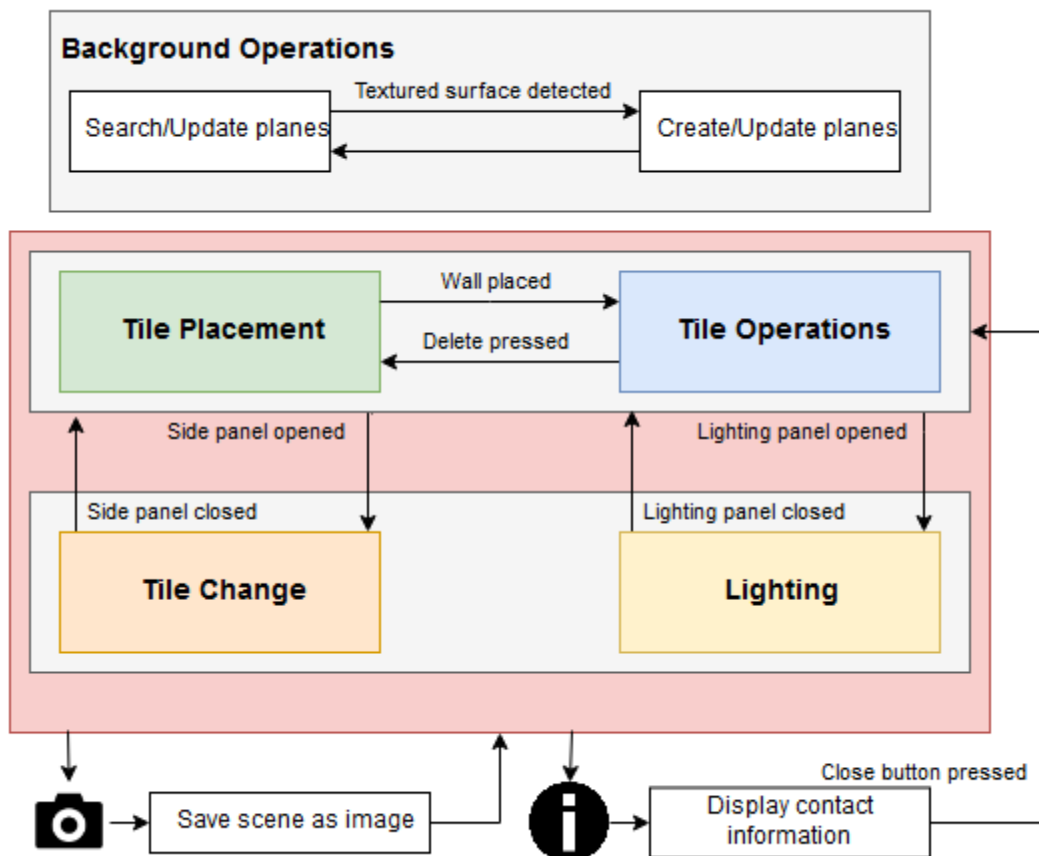 Background Operations
Textured surface detected
Search/Update planes
Create/Update planes
Wall placed
Tile Placement
Tile Operations
Delete pressed
Side panel opened
Lighting panel opened
Side panel closed
Lighting panel closed
Tile Change
Lighting
Close button pressed
Save scene as image
Display contact
information